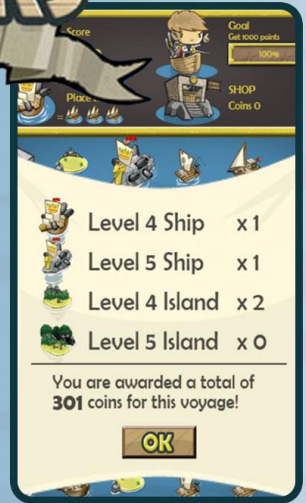 Score
Goal
Get 1000 points
100%
Place
=
SHOP
Coins 0
Level 4 Ship x 1
Level 5 Ship x 1
Level 4 Island x 2
Level 5 Island x 0
You are awarded a total of
301 coins for this voyage!
OK